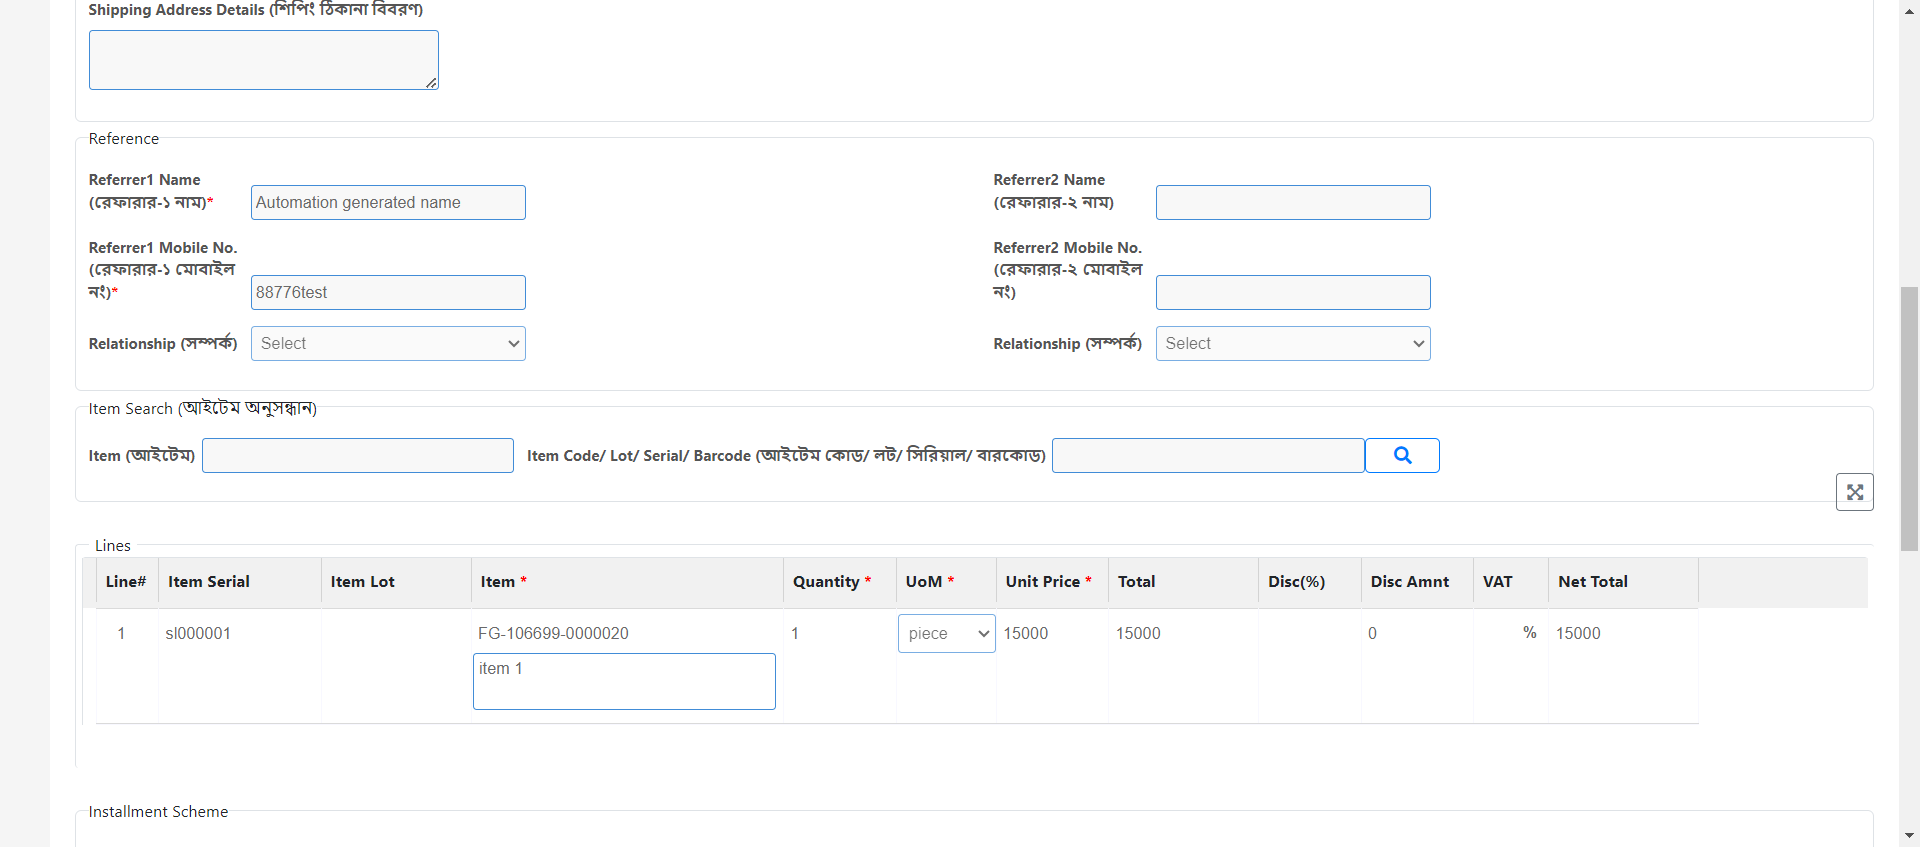 Shipping Address Details (শিপিং ঠিকানা বিবরণ)
Reference
Referrer1 Name
(রেফারার-১ নাম)*
Automation generated name
Referrer2 Name
(রেফারার-২ নাম)
Referrer1 Mobile No.
(রেফারার-১ মোবাইল
নং)*
88776test
Referrer2 Mobile No.
(রেফারার-২ মোবাইল
নং)
Relationship (সম্পর্ক)
Select
Relationship (সম্পর্ক)
Select
Item Search (আইটেম অনুসন্ধান)
Item (আইটেম)
Item Code/ Lot/ Serial/ Barcode (আইটেম কোড/ লট/ সিরিয়াল/ বারকোড)
Lines
Line# Item Serial Item Lot Item * Quantity * UoM * Unit Price * Total Disc(%) Disc Amnt VAT Net Total
1 sl000001 FG-106699-0000020 1 piece 15000 15000 0 % 15000
item 1
Installment Scheme